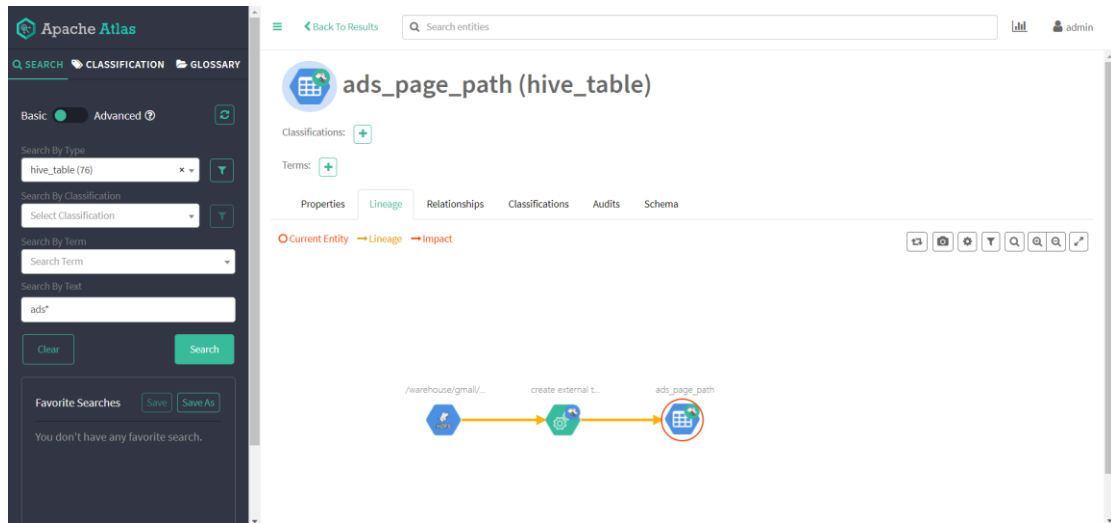 Apache Atlas
SEARCH CLASSIFICATION GLOSSARY
Basic Advanced
Search By Type
hive_table (76)
Search By Classification
Select Classification
Search By Term
Search Term
Search By Text
ads*
Clear Search
Favorite Searches Save Save As
You don't have any favorite search.
Back To Results Search entities admin
ads_page_path (hive_table)
Classifications:
Terms:
Properties Lineage Relationships Classifications Audits Schema
Current Entity Lineage Impact
/warehouse/gmall/... create external t... ads_page_path